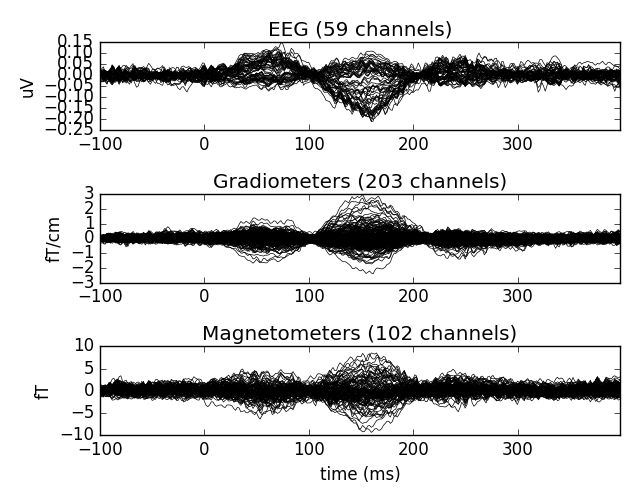 EEG (59 channels)
0.15
0.10
0.05
0.00
−0.05
−0.10
−0.15
−0.20
−0.25
uV
−100 0 100 200 300
Gradiometers (203 channels)
3
2
1
0
−1
−2
−3
fT/cm
−100 0 100 200 300
Magnetometers (102 channels)
10
5
0
−5
−10
fT
−100 0 100 200 300
time (ms)